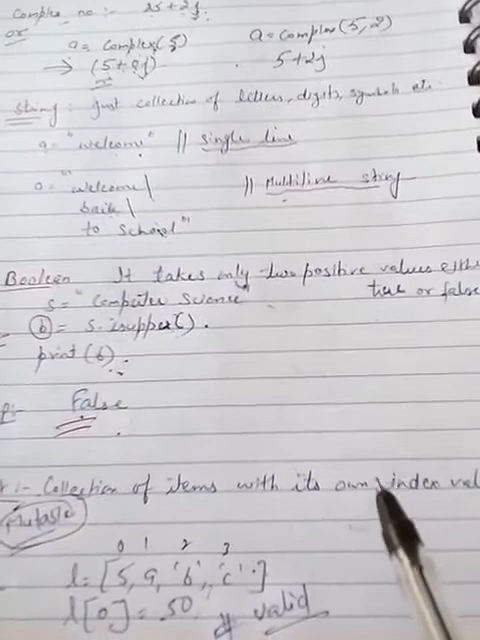 Complex no:- 25+2j.
or
a= complex(5) a=complex(5,2)
→ (5+0j) 5+2j
string: just collection of letters, digits, symbols etc.
a= "welcome" // single line
a= "welcome\ // Multiline string
back\
to school"
Boolean It takes only two positive values either
s= "computer science true or false
b= s.isupper().
print(b).
False
:- Collection of items with its own index val
Mutable
0 1 2 3
l= [5, 9, 'b', 'c']
l[0] = 50 # valid